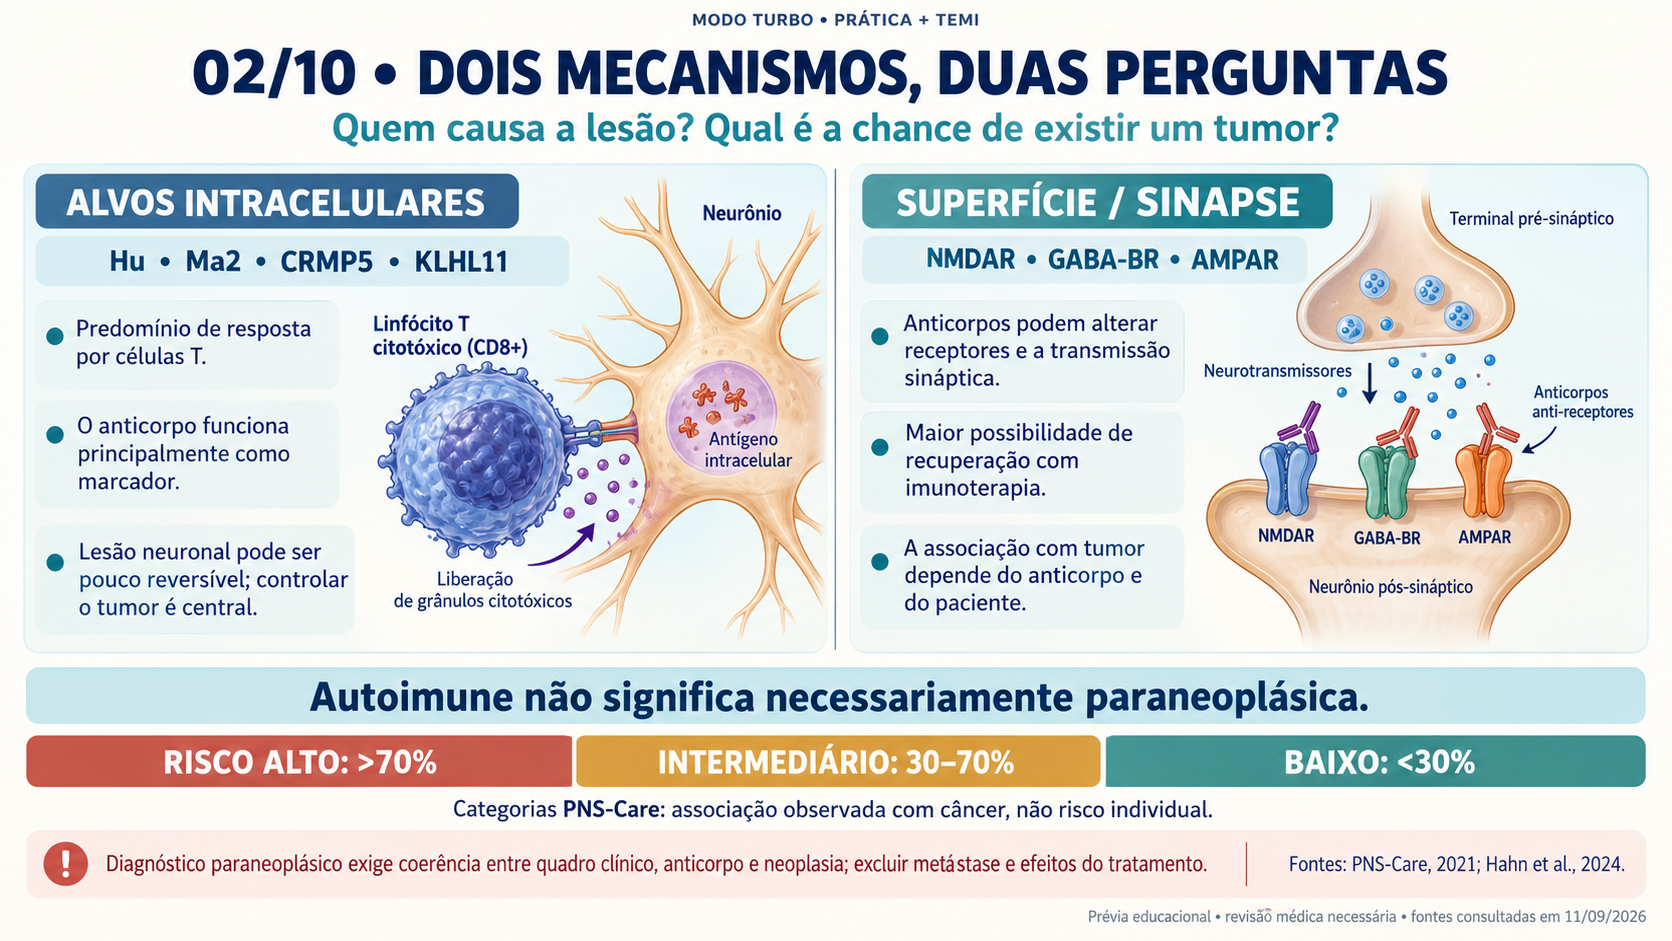 MODO TURBO • PRÁTICA + TEMI
02/10 • DOIS MECANISMOS, DUAS PERGUNTAS
Quem causa a lesão? Qual é a chance de existir um tumor?
ALVOS INTRACELULARES
Hu • Ma2 • CRMP5 • KLHL11
Predomínio de resposta
por células T.
O anticorpo funciona
principalmente como
marcador.
Lesão neuronal pode ser
pouco reversível; controlar
o tumor é central.
Neurônio
Linfócito T
citotóxico (CD8+)
Antígeno
intracelular
Liberação
de grânulos citotóxicos
SUPERFÍCIE / SINAPSE
NMDAR • GABA-BR • AMPAR
Anticorpos podem alterar
receptores e a transmissão
sináptica.
Maior possibilidade de
recuperação com
imunoterapia.
A associação com tumor
depende do anticorpo e
do paciente.
Terminal pré-sináptico
Neurotransmissores
Anticorpos
anti-receptores
NMDAR
GABA-BR
AMPAR
Neurônio pós-sináptico
Autoimune não significa necessariamente paraneoplásica.
RISCO ALTO: >70%
INTERMEDIÁRIO: 30–70%
BAIXO: <30%
Categorias PNS-Care: associação observada com câncer, não risco individual.
Diagnóstico paraneoplásico exige coerência entre quadro clínico, anticorpo e neoplasia; excluir metástase e efeitos do tratamento.
Fontes: PNS-Care, 2021; Hahn et al., 2024.
Prévia educacional • revisão médica necessária • fontes consultadas em 11/09/2026